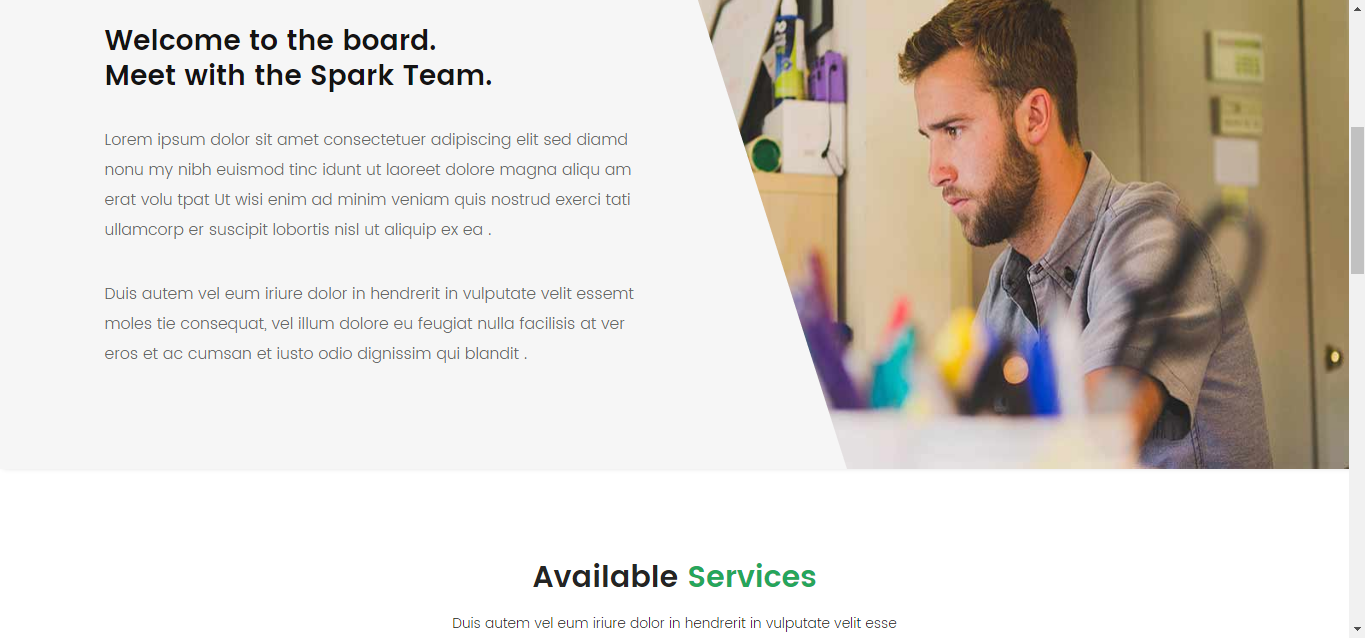 Welcome to the board.
Meet with the Spark Team.
Lorem ipsum dolor sit amet consectetuer adipiscing elit sed diamd
nonu my nibh euismod tinc idunt ut laoreet dolore magna aliqu am
erat volu tpat Ut wisi enim ad minim veniam quis nostrud exerci tati
ullamcorp er suscipit lobortis nisl ut aliquip ex ea .
Duis autem vel eum iriure dolor in hendrerit in vulputate velit essemt
moles tie consequat, vel illum dolore eu feugiat nulla facilisis at ver
eros et ac cumsan et iusto odio dignissim qui blandit .
Available Services
Duis autem vel eum iriure dolor in hendrerit in vulputate velit esse